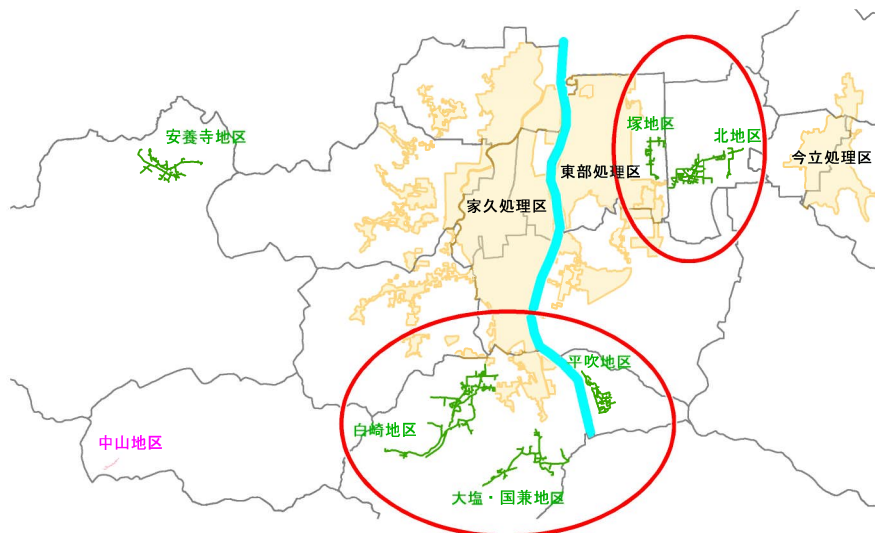 安養寺地区
塚地区
北地区
今立処理区
東部処理区
家久処理区
平吹地区
白崎地区
中山地区
大塩・国兼地区